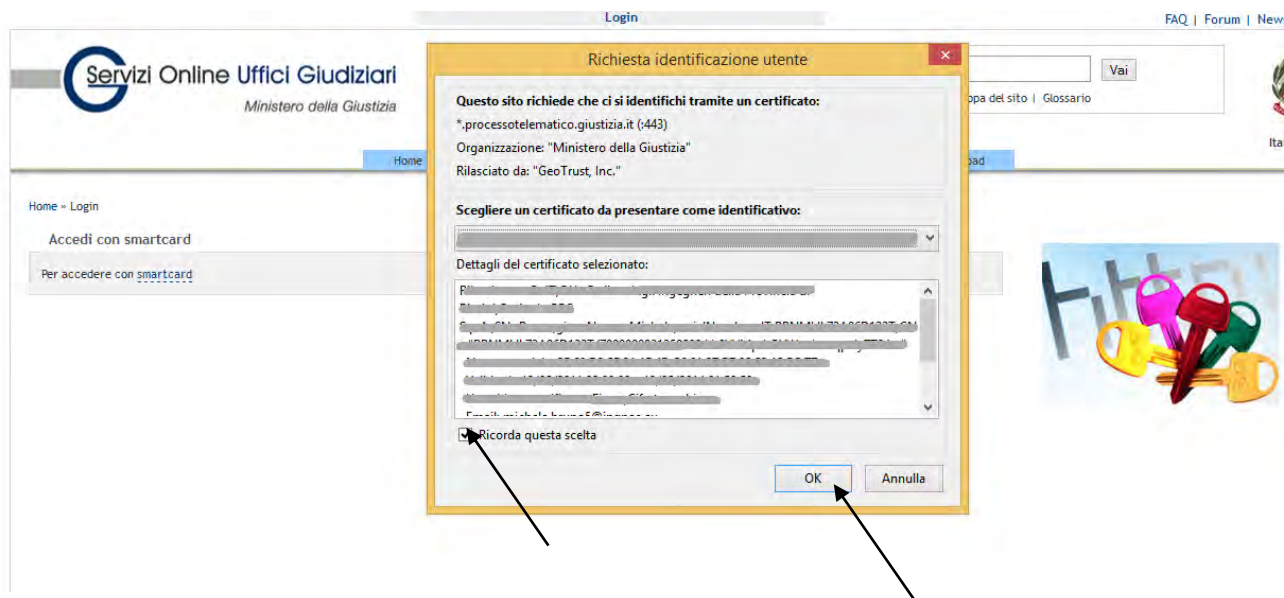 Login
FAQ | Forum | New
Servizi Online Uffici Giudiziari
Ministero della Giustizia
Vai
ppa del sito | Glossario
Ita
Home
oad
Home » Login
Accedi con smartcard
Per accedere con smartcard
Richiesta identificazione utente
Questo sito richiede che ci si identifichi tramite un certificato:
*.processotelematico.giustizia.it (:443)
Organizzazione: "Ministero della Giustizia"
Rilasciato da: "GeoTrust, Inc."
Scegliere un certificato da presentare come identificativo:
Dettagli del certificato selezionato:
Ricorda questa scelta
OK
Annulla